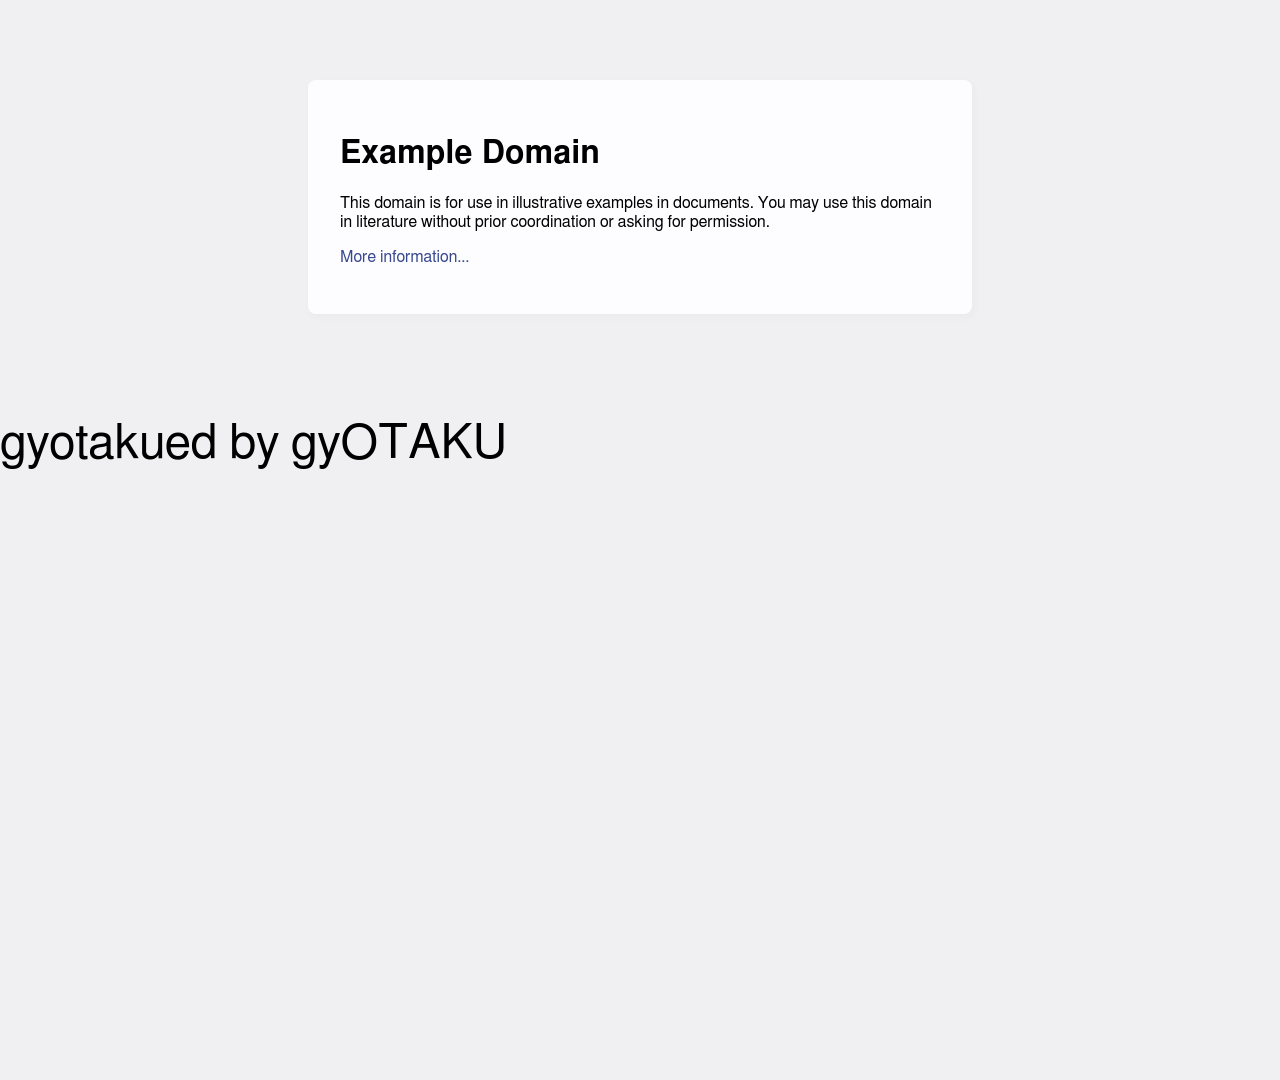 Example Domain
This domain is for use in illustrative examples in documents. You may use this domain
in literature without prior coordination or asking for permission.
More information...
gyotakued by gyOTAKU